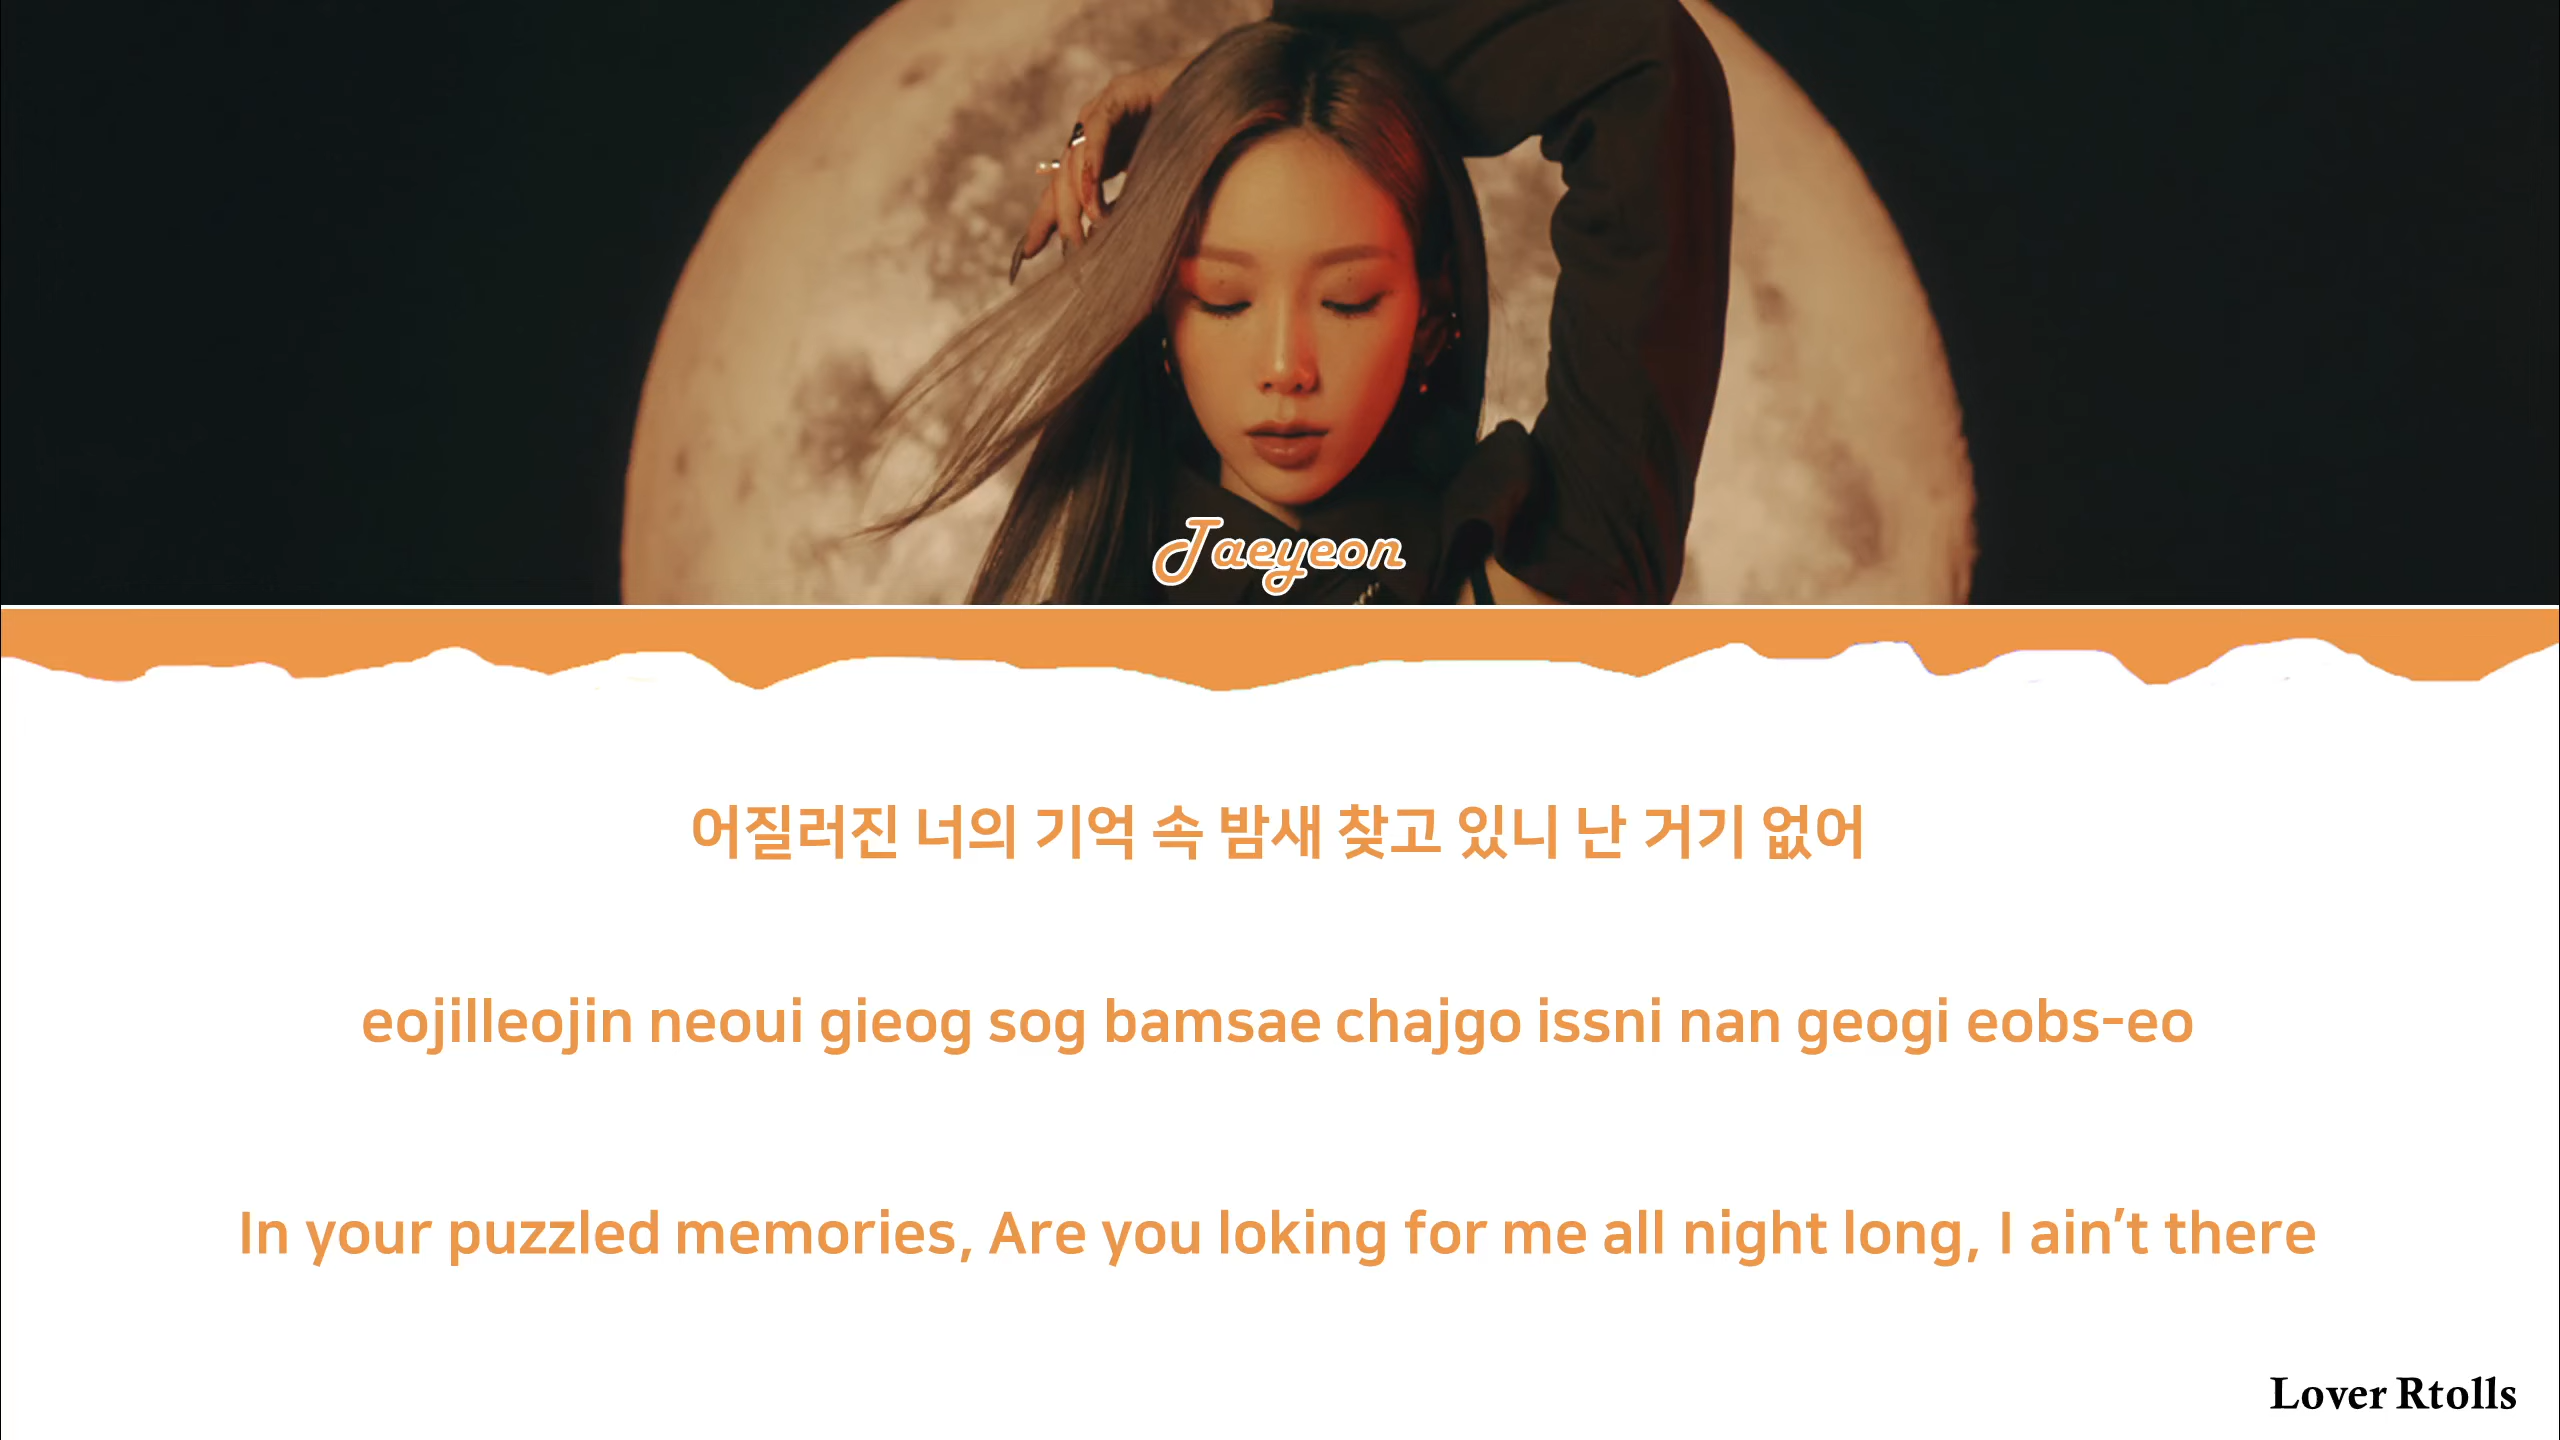 Taeyeon
어질러진 너의 기억 속 밤새 찾고 있니 난 거기 없어
eojilleojin neoui gieog sog bamsae chajgo issni nan geogi eobs-eo
In your puzzled memories, Are you loking for me all night long, I ain't there
Lover Rtolls